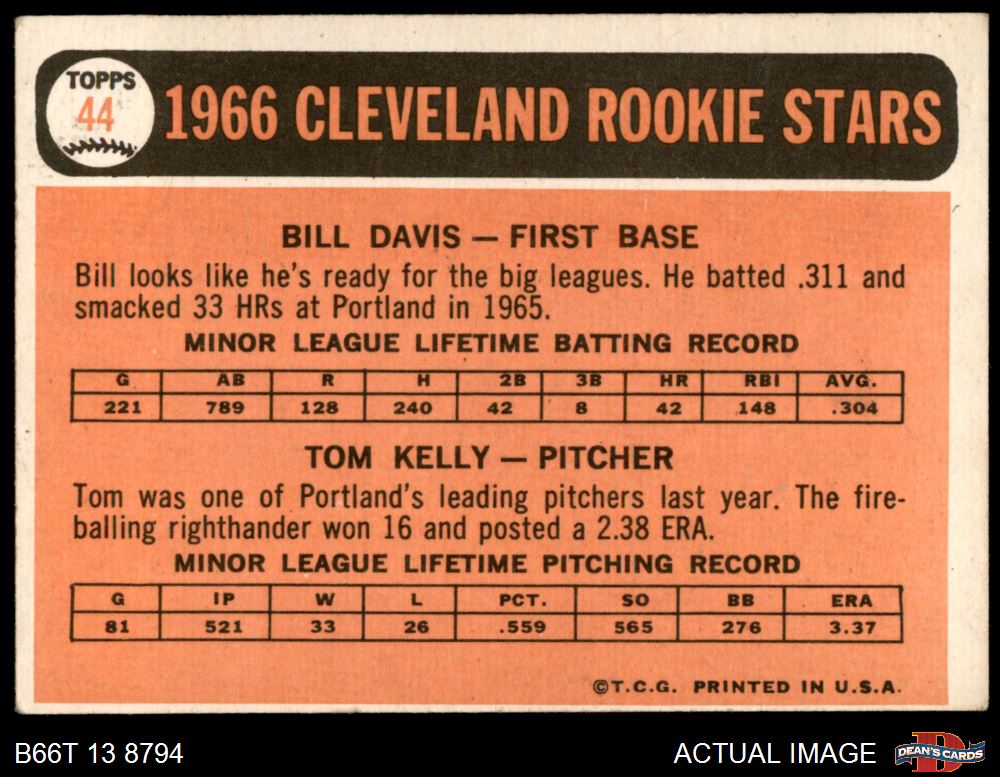 TOPPS
44
1966 CLEVELAND ROOKIE STARS
BILL DAVIS — FIRST BASE
Bill looks like he's ready for the big leagues. He batted .311 and
smacked 33 HRs at Portland in 1965.
MINOR LEAGUE LIFETIME BATTING RECORD
G AB R H 2B 3B HR RBI AVG.
221 789 128 240 42 8 42 148 .304
TOM KELLY — PITCHER
Tom was one of Portland's leading pitchers last year. The fire-
balling righthander won 16 and posted a 2.38 ERA.
MINOR LEAGUE LIFETIME PITCHING RECORD
G IP W L PCT. SO BB ERA
81 521 33 26 .559 565 276 3.37
©T.C.G. PRINTED IN U.S.A.
B66T 13 8794 ACTUAL IMAGE
D
DEAN'S CARDS